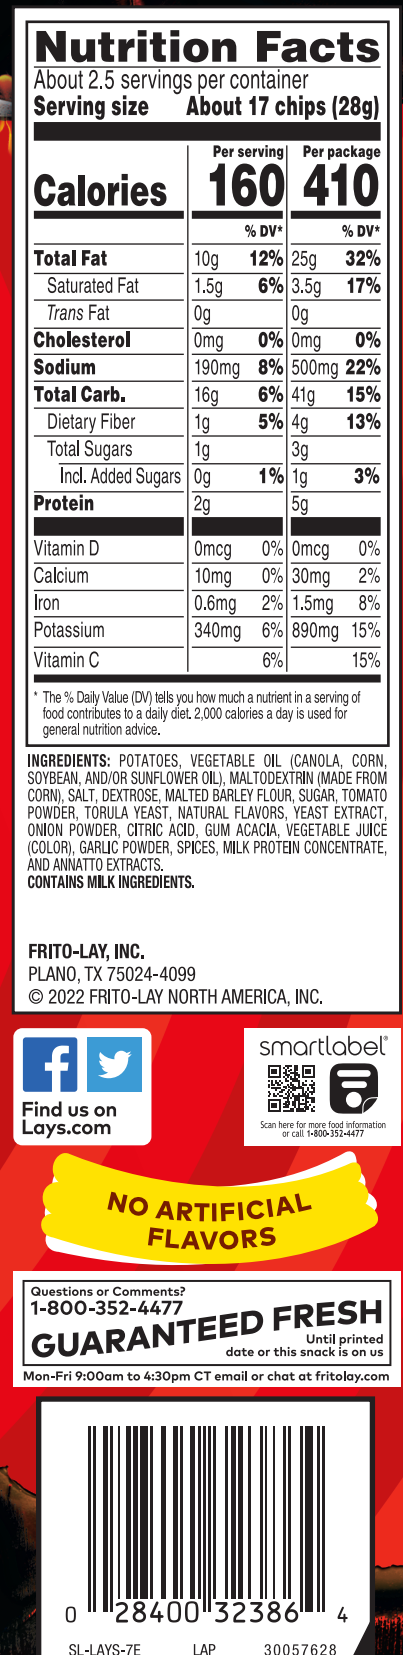 Nutrition Facts
About 2.5 servings per container
Serving size About 17 chips (28g)
Per serving Per package
Calories 160 410
% DV* % DV*
Total Fat 10g 12% 25g 32%
Saturated Fat 1.5g 6% 3.5g 17%
Trans Fat 0g 0g
Cholesterol 0mg 0% 0mg 0%
Sodium 190mg 8% 500mg 22%
Total Carb. 16g 6% 41g 15%
Dietary Fiber 1g 5% 4g 13%
Total Sugars 1g 3g
Incl. Added Sugars 0g 1% 1g 3%
Protein 2g 5g
Vitamin D 0mcg 0% 0mcg 0%
Calcium 10mg 0% 30mg 2%
Iron 0.6mg 2% 1.5mg 8%
Potassium 340mg 6% 890mg 15%
Vitamin C 6% 15%
* The % Daily Value (DV) tells you how much a nutrient in a serving of
food contributes to a daily diet. 2,000 calories a day is used for
general nutrition advice.
INGREDIENTS: POTATOES, VEGETABLE OIL (CANOLA, CORN,
SOYBEAN, AND/OR SUNFLOWER OIL), MALTODEXTRIN (MADE FROM
CORN), SALT, DEXTROSE, MALTED BARLEY FLOUR, SUGAR, TOMATO
POWDER, TORULA YEAST, NATURAL FLAVORS, YEAST EXTRACT,
ONION POWDER, CITRIC ACID, GUM ACACIA, VEGETABLE JUICE
(COLOR), GARLIC POWDER, SPICES, MILK PROTEIN CONCENTRATE,
AND ANNATTO EXTRACTS.
CONTAINS MILK INGREDIENTS.
FRITO-LAY, INC.
PLANO, TX 75024-4099
© 2022 FRITO-LAY NORTH AMERICA, INC.
f
Find us on
Lays.com
smartlabel®
Scan here for more food information
or call 1-800-352-4477
NO ARTIFICIAL
FLAVORS
Questions or Comments?
1-800-352-4477
GUARANTEED FRESH
Until printed
date or this snack is on us
Mon-Fri 9:00am to 4:30pm CT email or chat at fritolay.com
0 28400 32386 4
SL-LAYS-7E LAP 30057628